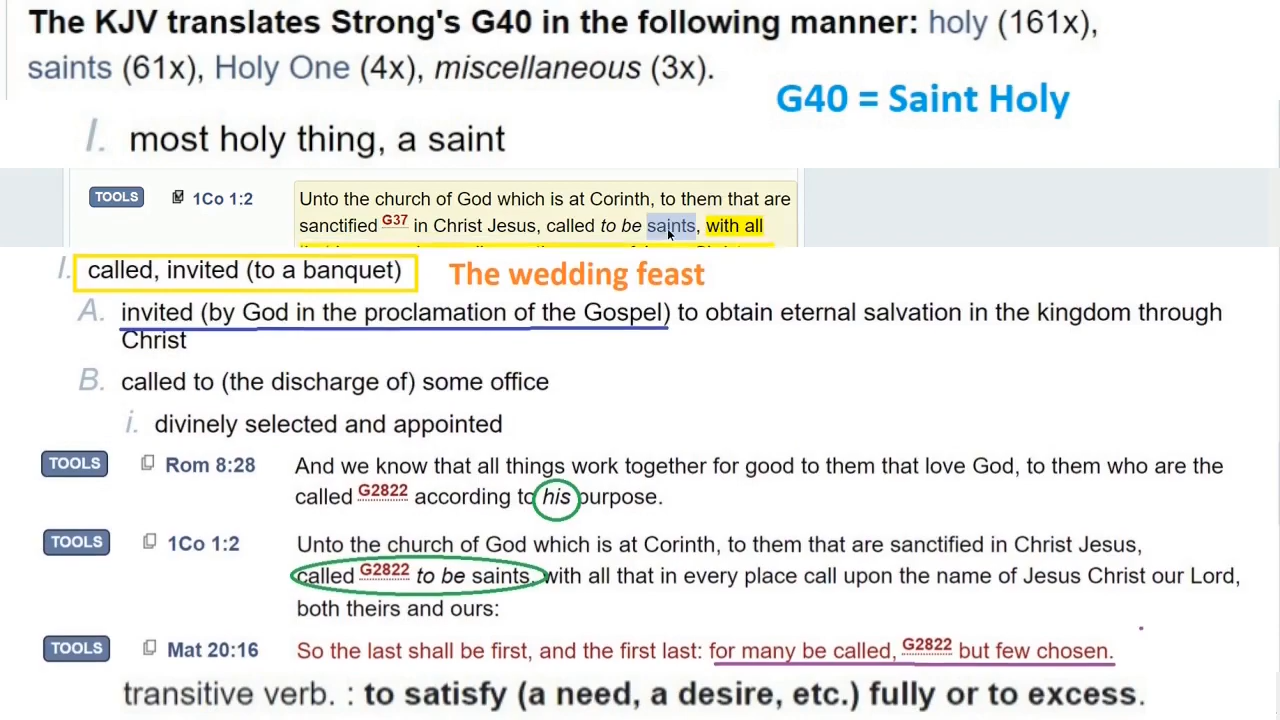 The KJV translates Strong's G40 in the following manner: holy (161x),
saints (61x), Holy One (4x), miscellaneous (3x).
G40 = Saint Holy
I. most holy thing, a saint
TOOLS 1Co 1:2 Unto the church of God which is at Corinth, to them that are
sanctified G37 in Christ Jesus, called to be saints, with all
I. called, invited (to a banquet) The wedding feast
A. invited (by God in the proclamation of the Gospel) to obtain eternal salvation in the kingdom through
Christ
B. called to (the discharge of) some office
i. divinely selected and appointed
TOOLS Rom 8:28 And we know that all things work together for good to them that love God, to them who are the
called G2822 according to his purpose.
TOOLS 1Co 1:2 Unto the church of God which is at Corinth, to them that are sanctified in Christ Jesus,
called G2822 to be saints, with all that in every place call upon the name of Jesus Christ our Lord,
both theirs and ours:
TOOLS Mat 20:16 So the last shall be first, and the first last: for many be called, G2822 but few chosen.
transitive verb. : to satisfy (a need, a desire, etc.) fully or to excess.